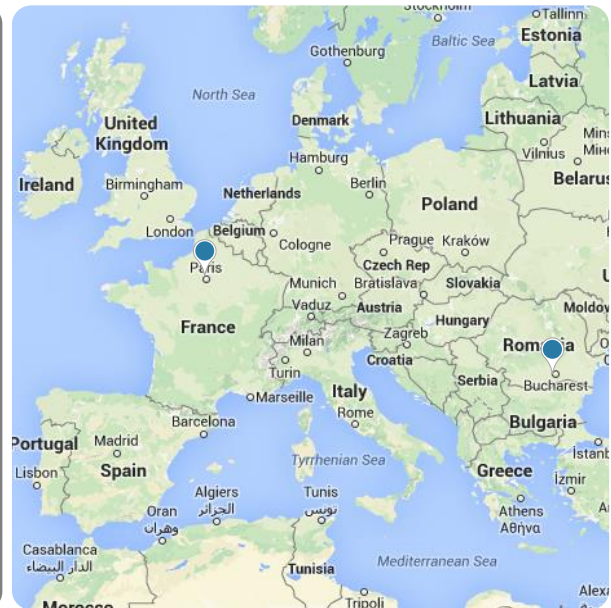 Stockholm
Tallinn
Baltic Sea
Estonia
Gothenburg
Latvia
North Sea
Denmark
Lithuania
United
Kingdom
Vilnius
Hamburg
Belarus
Ireland
Birmingham
Berlin
Netherlands
Poland
London
Belgium
Cologne
Prague
Kraków
Paris
Czech Rep
Munich
Bratislava
Slovakia
Vaduz
Austria
Moldov
Hungary
France
Milan
Zagreb
Romania
Turin
Croatia
Serbia
Bucharest
Marseille
Italy
Barcelona
Rome
Bulgaria
Portugal
Madrid
Istanb
Tyrrhenian Sea
Lisbon
Spain
Greece
İzmir
Algiers
الجزائر
Tunis
تونس
Oran
وهران
Athens
Αθήνα
Casablanca
الدار البيضاء
Mediterranean Sea
Tunisia
Tripoli
Morocco